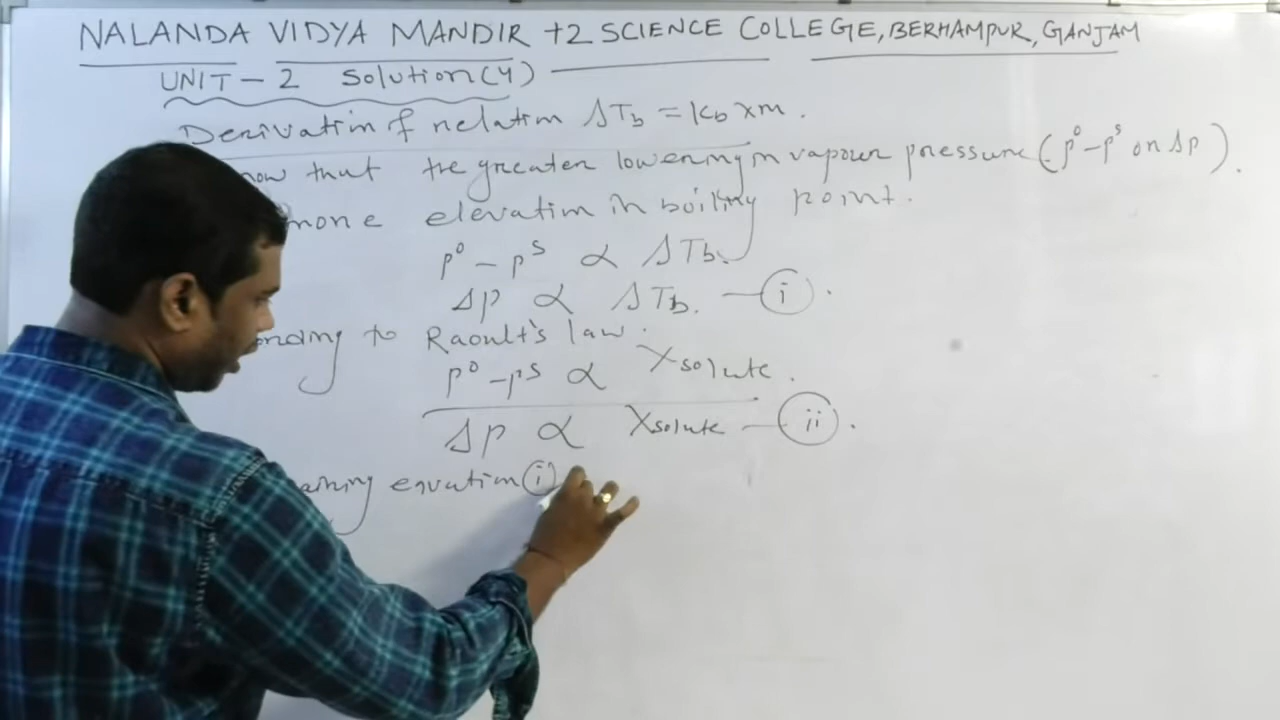 NALANDA VIDYA MANDIR +2 SCIENCE COLLEGE, BERHAMPUR, GANJAM
UNIT - 2 Solution(4)
Derivation of relation ΔTb = Kb x m.
that the greater lowering in vapour pressure (p⁰-pˢ or Δp).
more elevation in boiling point.
p⁰ - pˢ ∝ ΔTb
Δp ∝ ΔTb. — (i).
to Raoult's law.
p⁰ - pˢ ∝ Xsolute.
Δp ∝ Xsolute — (ii).
equation (i)